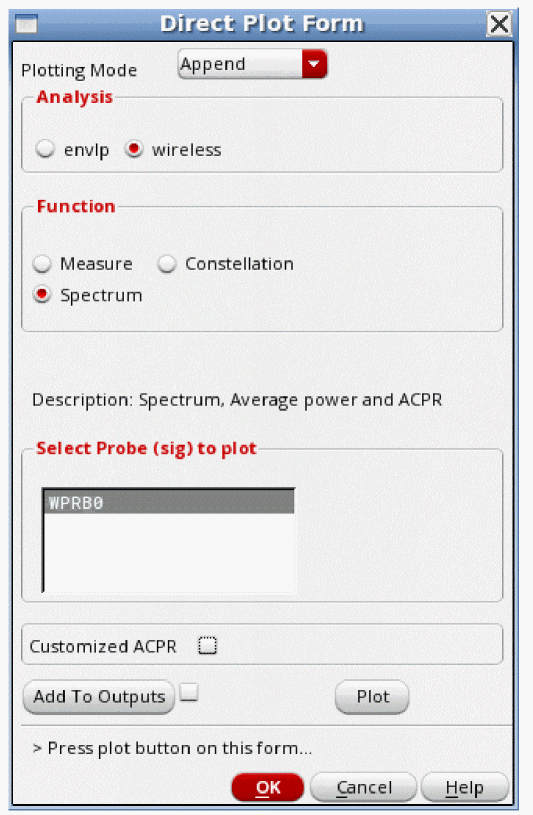 Direct Plot Form
Plotting Mode Append
Analysis
envlp wireless
Function
Measure Constellation
Spectrum
Description: Spectrum, Average power and ACPR
Select Probe (sig) to plot
WPRB0
Customized ACPR
Add To Outputs Plot
> Press plot button on this form...
OK Cancel Help